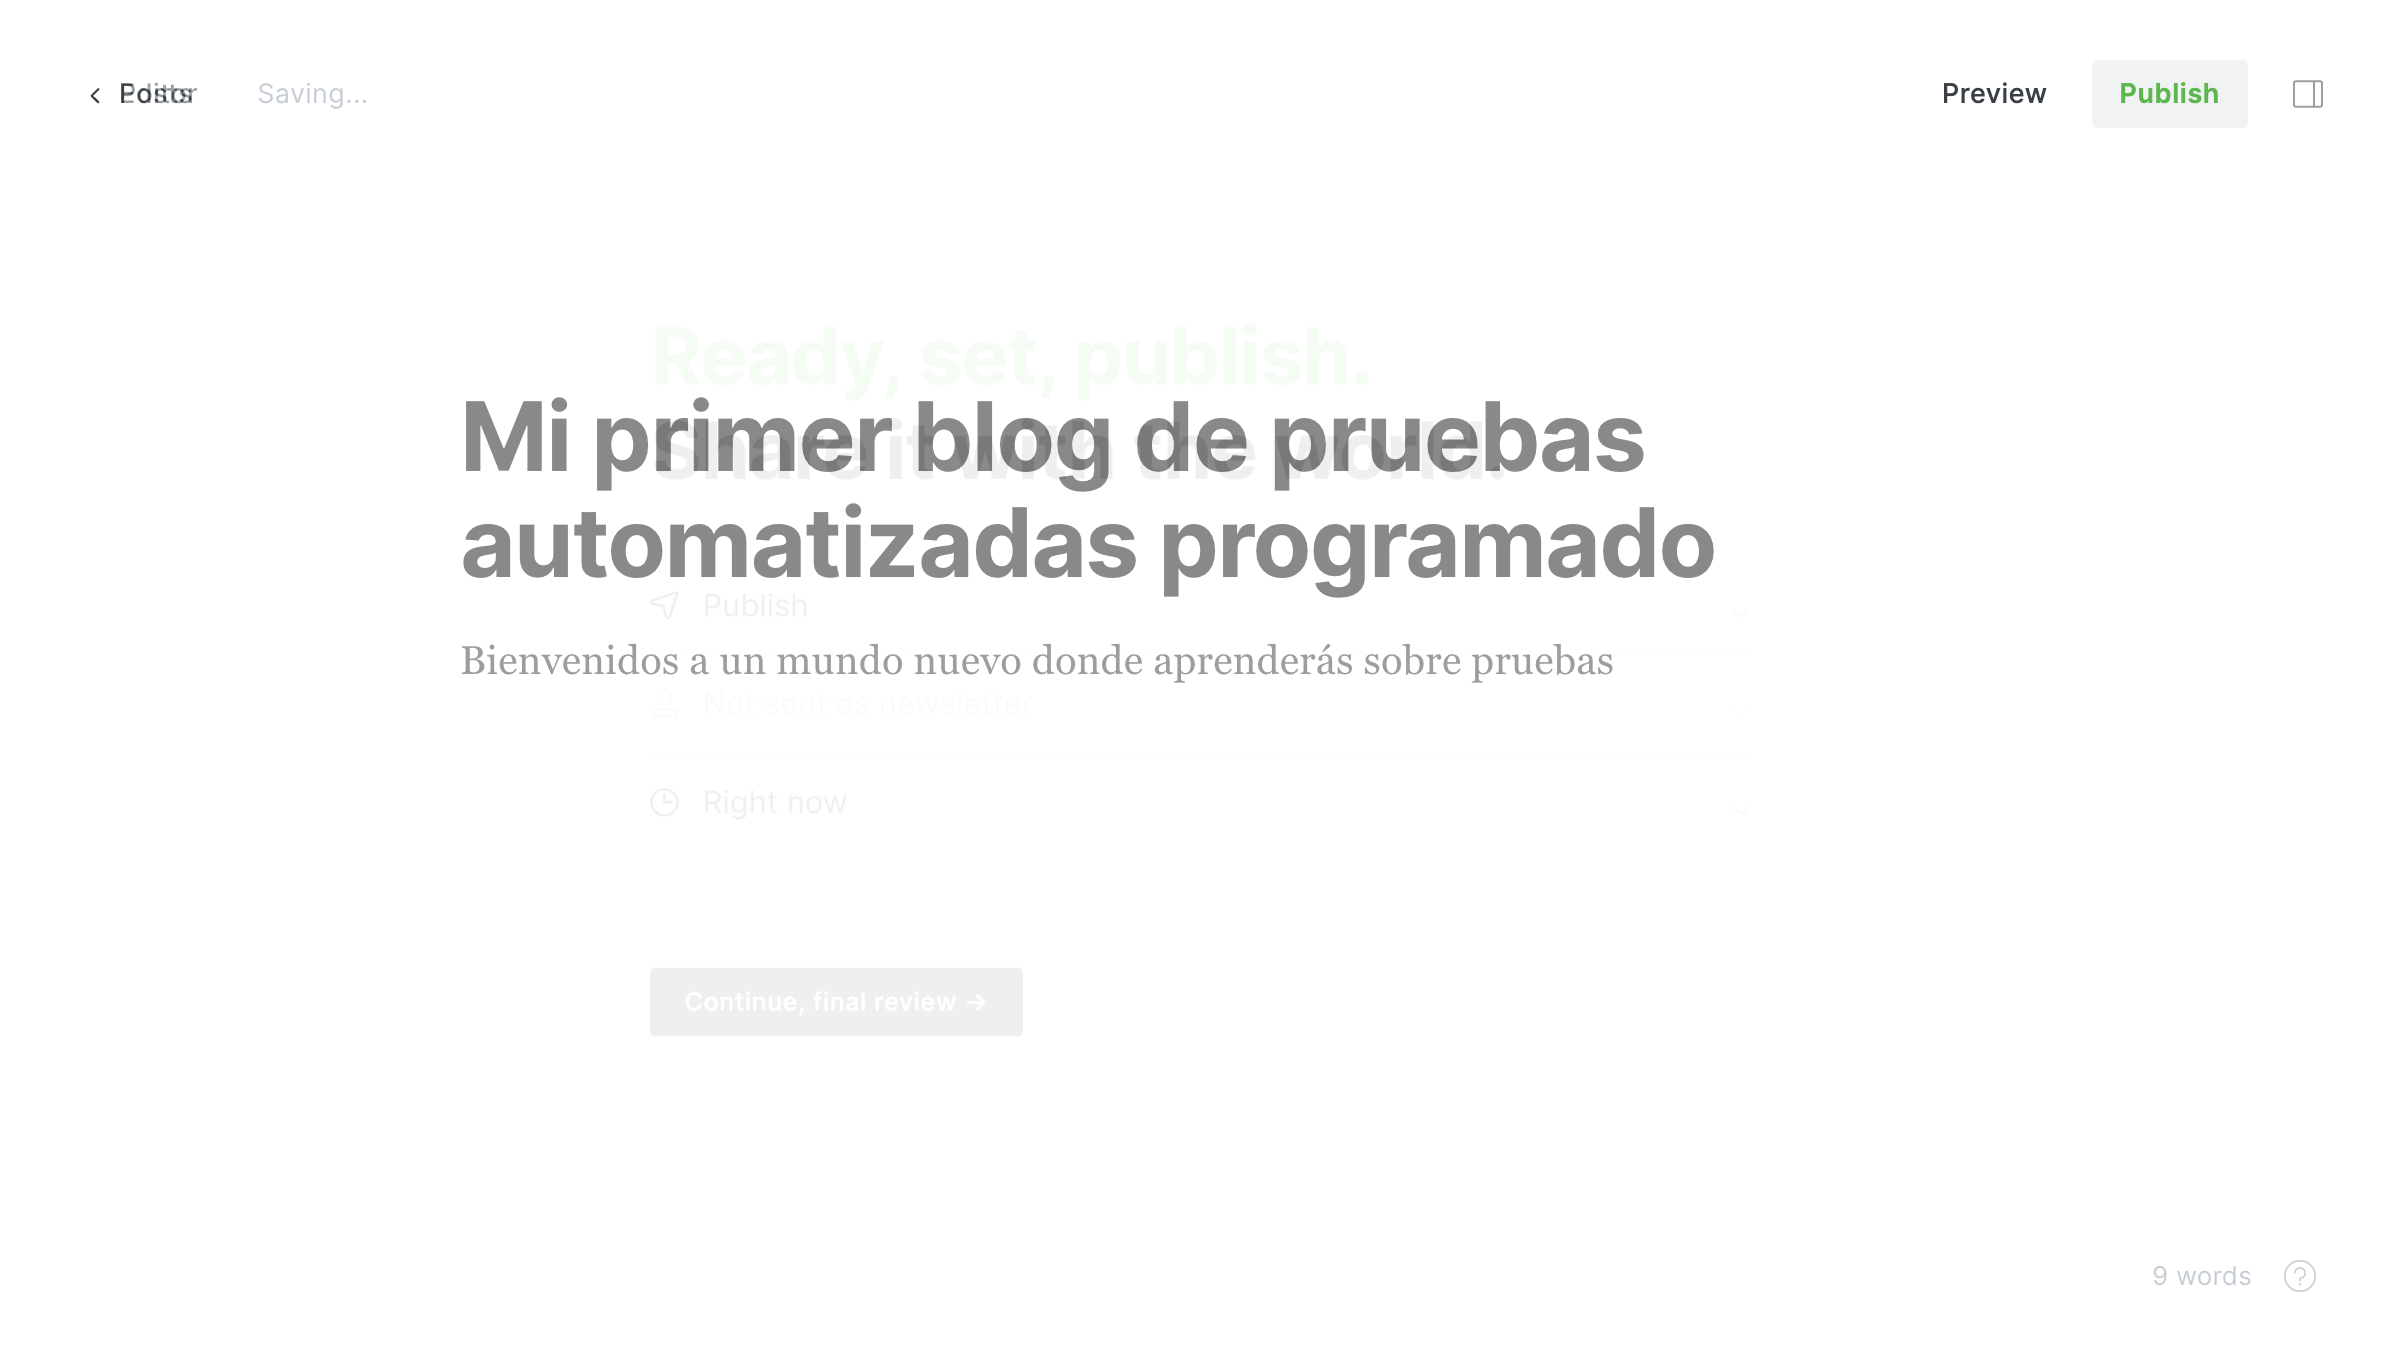 Posts
Editor
Saving...
Preview
Publish
Ready, set, publish.
Share it with the world.
Mi primer blog de pruebas
automatizadas programado
Publish
Bienvenidos a un mundo nuevo donde aprenderás sobre pruebas
Not sent as newsletter
Right now
Continue, final review →
9 words